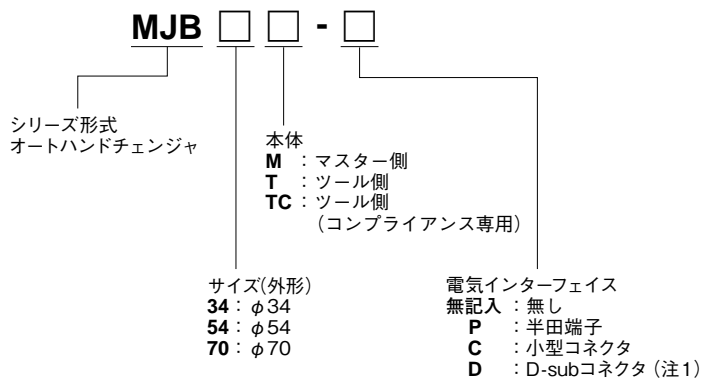 MJB □ □ - □
シリーズ形式
オートハンドチェンジャ
本体
M ：マスター側
T ：ツール側
TC ：ツール側
（コンプライアンス専用）
サイズ(外形)
34：φ34
54：φ54
70：φ70
電気インターフェイス
無記入 ：無し
P ：半田端子
C ：小型コネクタ
D ：D-subコネクタ（注1）